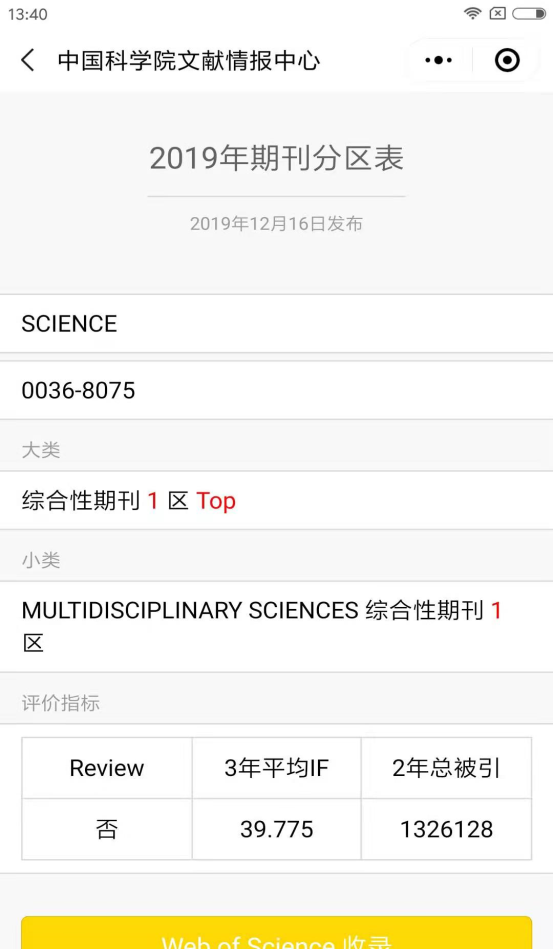 13:40
中国科学院文献情报中心
2019年期刊分区表
2019年12月16日发布
SCIENCE
0036-8075
大类
综合性期刊 1 区 Top
小类
MULTIDISCIPLINARY SCIENCES 综合性期刊 1
区
评价指标
Review 3年平均IF 2年总被引
否 39.775 1326128
Web of Science 收录